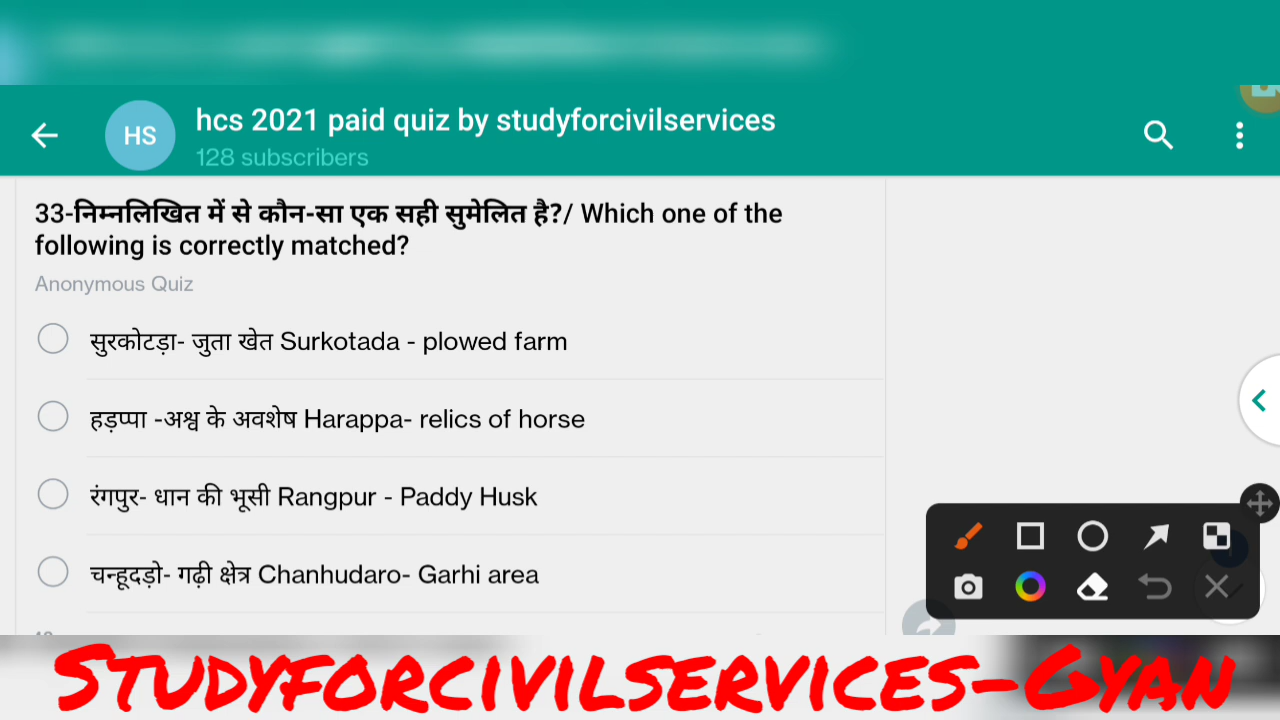 HS
hcs 2021 paid quiz by studyforcivilservices
128 subscribers
33-निम्नलिखित में से कौन-सा एक सही सुमेलित है?/ Which one of the
following is correctly matched?
Anonymous Quiz
सुरकोटड़ा- जुता खेत Surkotada - plowed farm
हड़प्पा -अश्व के अवशेष Harappa- relics of horse
रंगपुर- धान की भूसी Rangpur - Paddy Husk
चन्हूदड़ो- गढ़ी क्षेत्र Chanhudaro- Garhi area
STUDYFORCIVILSERVICES-GYAN